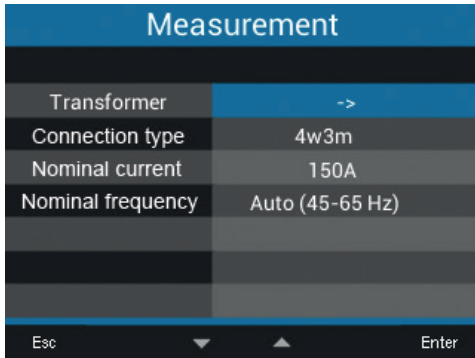 Measurement
Transformer ->
Connection type 4w3m
Nominal current 150A
Nominal frequency Auto (45-65 Hz)
Esc Enter